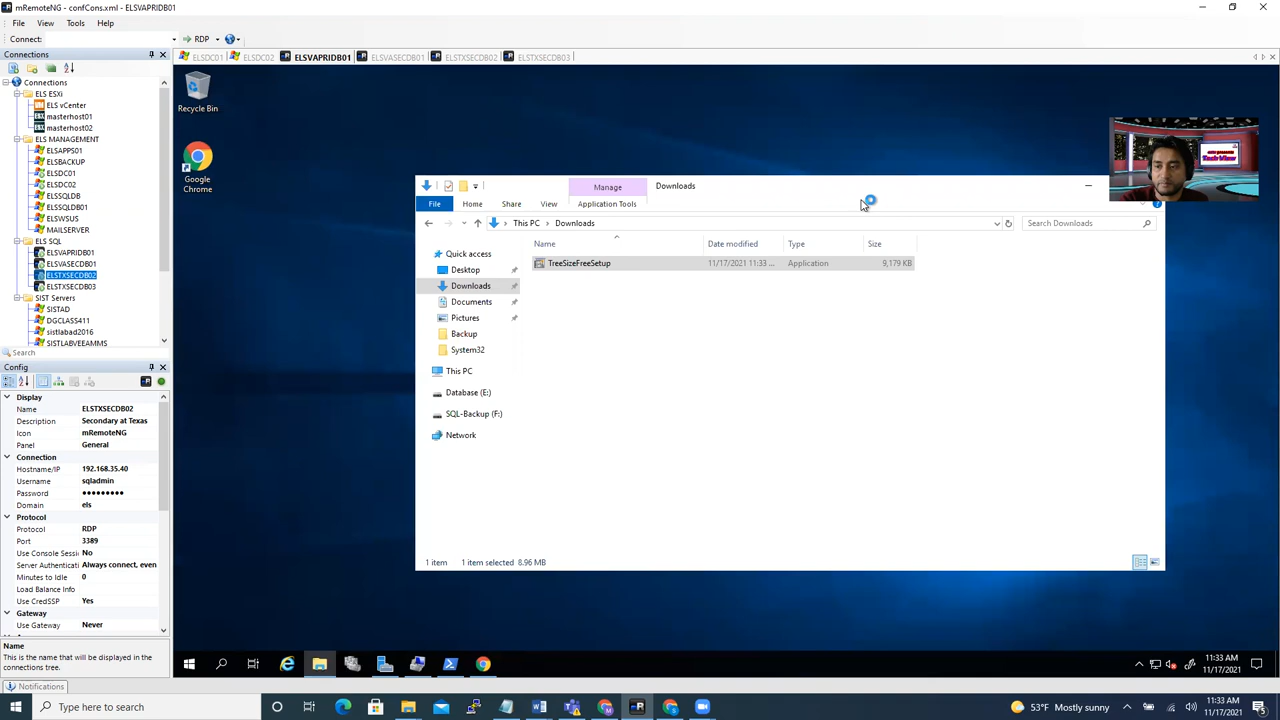 mRemoteNG - confCons.xml - ELSVAPRIDB01
File View Tools Help
Connect: RDP
Connections
ELSDC01 ELSDC02 ELSVAPRIDB01 ELSVASECDB01 ELSTXSECDB02 ELSTXSECDB03
Connections
ELS ESXi
ELS vCenter
masterhost01
masterhost02
ELS MANAGEMENT
ELSAPPS01
ELSBACKUP
ELSDC01
ELSDC02
ELSSQLDB
ELSSQLDB01
ELSWSUS
MAILSERVER
ELS SQL
ELSVAPRIDB01
ELSVASECDB01
ELSTXSECDB02
ELSTXSECDB03
SIST Servers
SISTAD
DGCLASS411
sistlabad2016
SISTLABVEEAMMS
Search
Config
Display
Name ELSTXSECDB02
Description Secondary at Texas
Icon mRemoteNG
Panel General
Connection
Hostname/IP 192.168.35.40
Username sqladmin
Password •••••••••
Domain els
Protocol
Protocol RDP
Port 3389
Use Console Sessi No
Server Authenticati Always connect, even
Minutes to Idle 0
Load Balance Info
Use CredSSP Yes
Gateway
Use Gateway Never
Name
This is the name that will be displayed in the
connections tree.
Notifications
Recycle Bin
Google
Chrome
Manage Downloads
File Home Share View Application Tools
This PC > Downloads
Search Downloads
Name Date modified Type Size
TreeSizeFreeSetup 11/17/2021 11:33 ... Application 9,179 KB
Quick access
Desktop
Downloads
Documents
Pictures
Backup
System32
This PC
Database (E:)
SQL-Backup (F:)
Network
1 item 1 item selected 8.96 MB
Tech View
11:33 AM
11/17/2021
Type here to search
53°F Mostly sunny
11:33 AM
11/17/2021
5